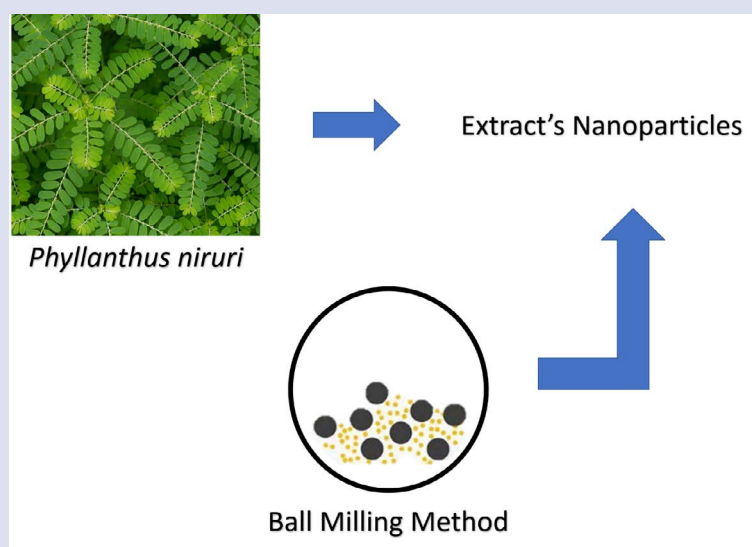 Extract's Nanoparticles
Phyllanthus niruri
Ball Milling Method